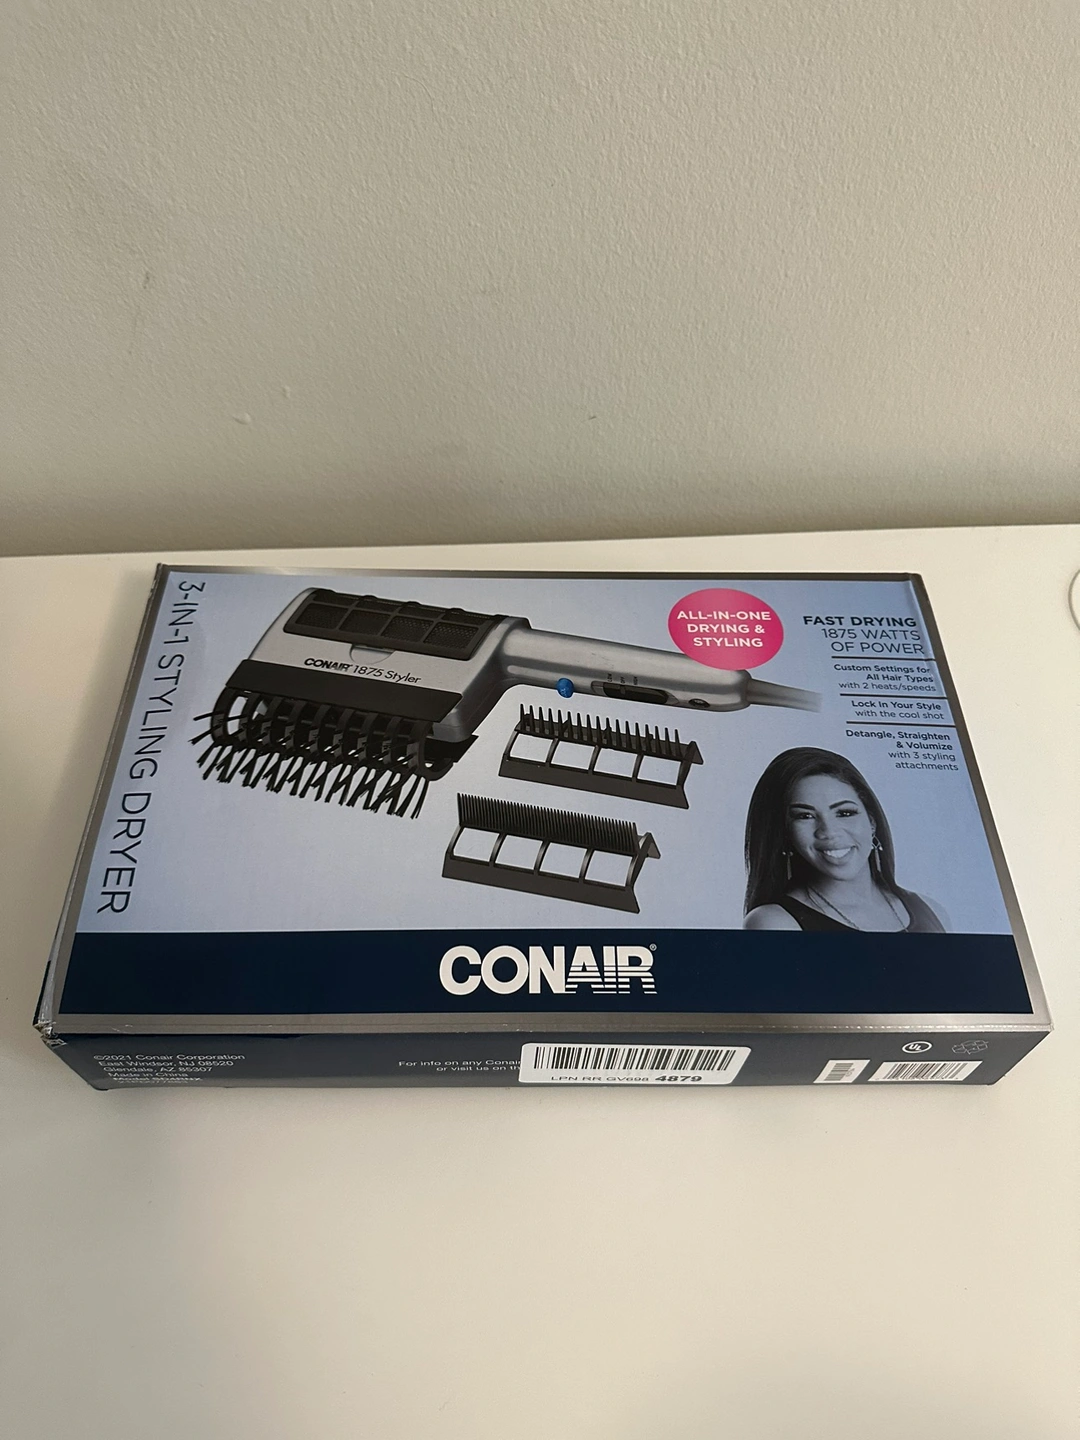 3-IN-1 STYLING DRYER
CONAIR 1875 Styler
ALL-IN-ONE
DRYING &
STYLING
FAST DRYING
1875 WATTS
OF POWER
Custom Settings for
All Hair Types
with 2 heats/speeds
Lock In Your Style
with the cool shot
Detangle, Straighten
& Volumize
with 3 styling
attachments
CONAIR®
©2021 Conair Corporation
East Windsor, NJ 08520
Glendale, AZ 85307
Made in China
Model
For info on any Conair
or visit us on th
LPN RR GV698 4879
UL